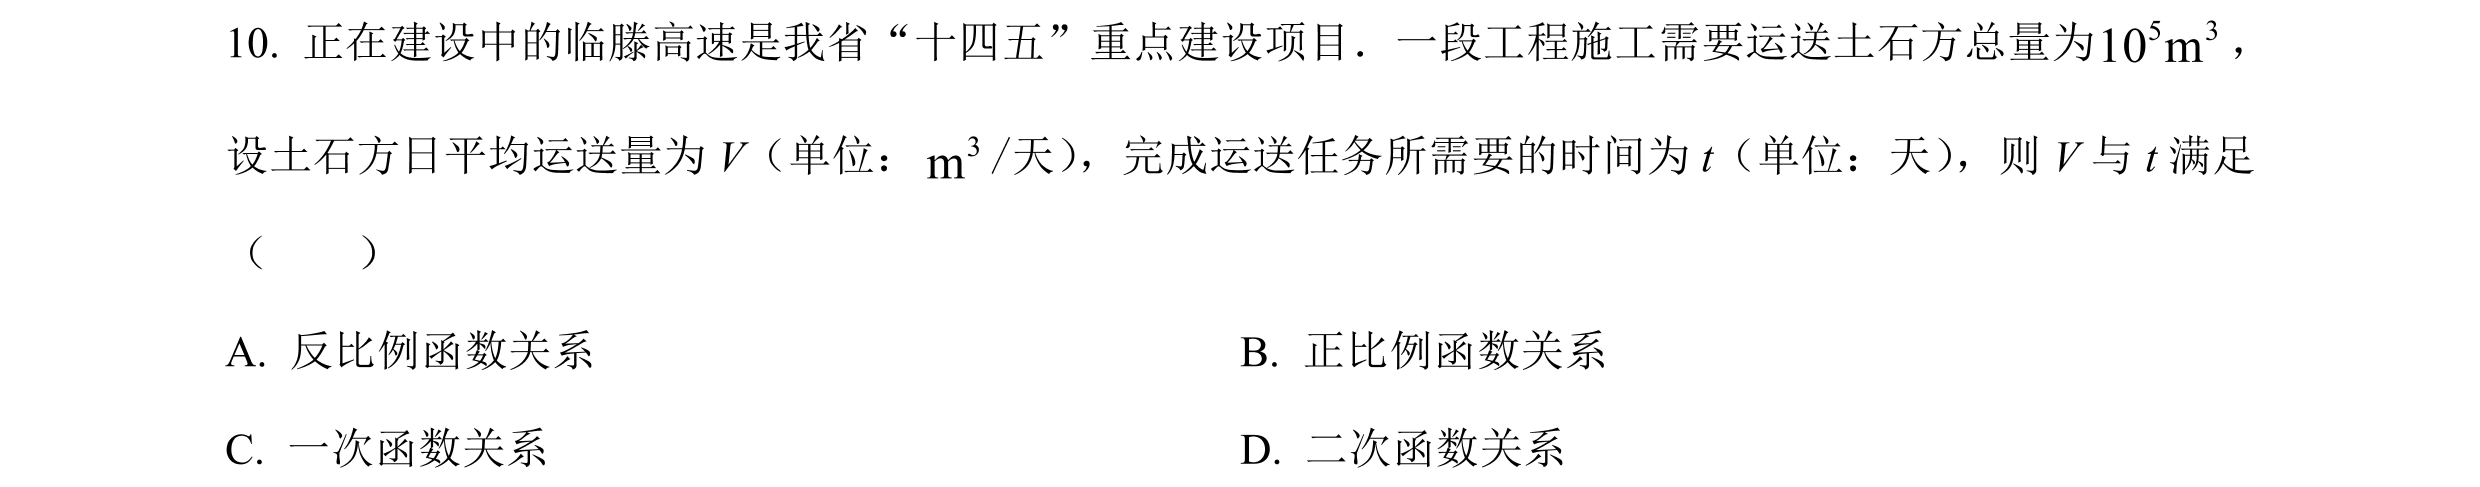 10. 正在建设中的临滕高速是我省“十四五”重点建设项目．一段工程施工需要运送土石方总量为10⁵m³，
设土石方日平均运送量为 V（单位： m³ /天），完成运送任务所需要的时间为 t（单位：天），则 V 与 t 满足
（　　）
A. 反比例函数关系 B. 正比例函数关系
C. 一次函数关系 D. 二次函数关系